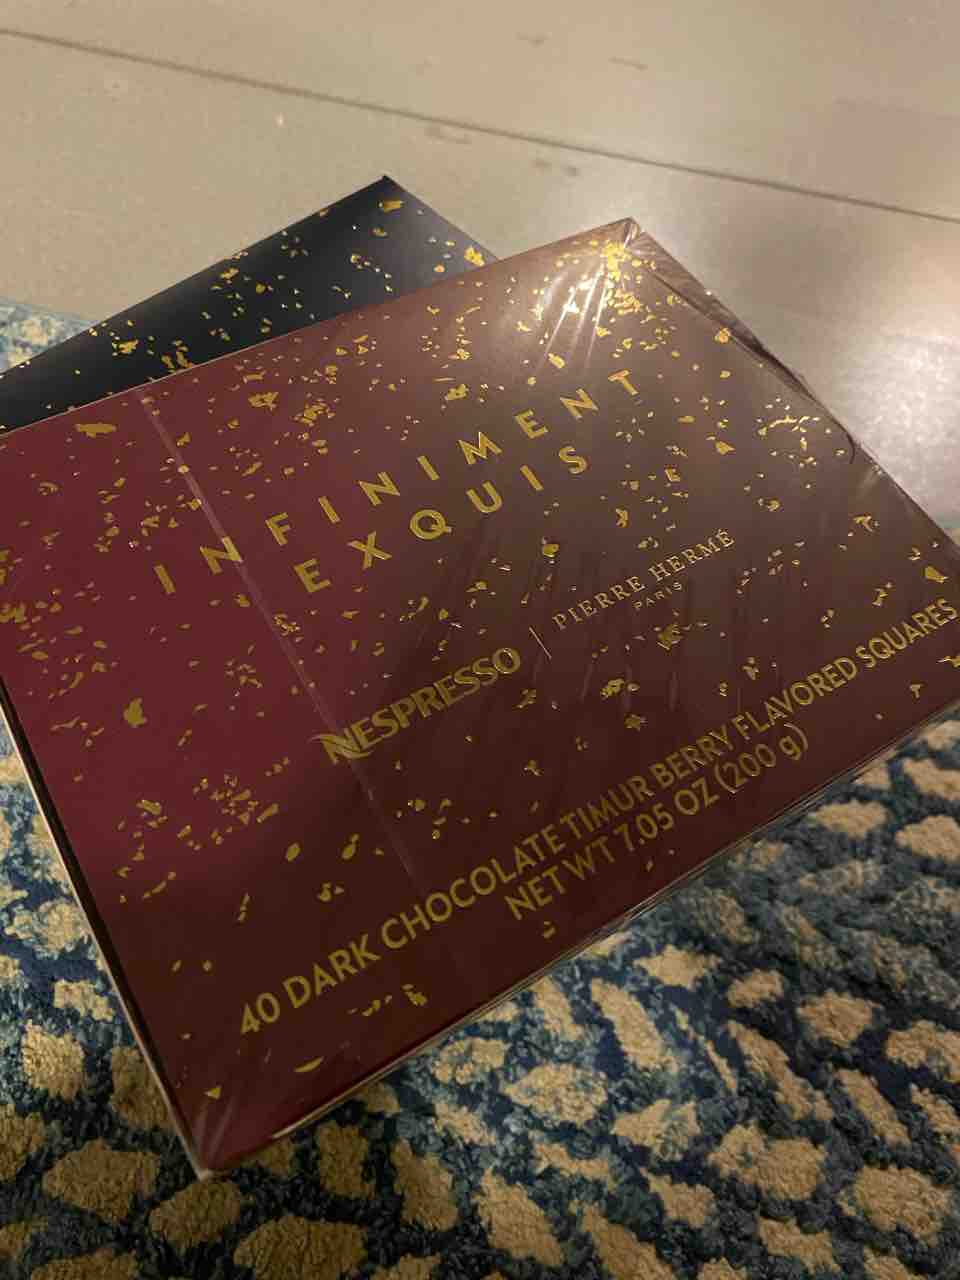 INFINIMENT
EXQUIS
NESPRESSO | PIERRE HERMÉ
PARIS
40 DARK CHOCOLATE TIMUR BERRY FLAVORED SQUARES
NET WT 7.05 OZ (200 g)